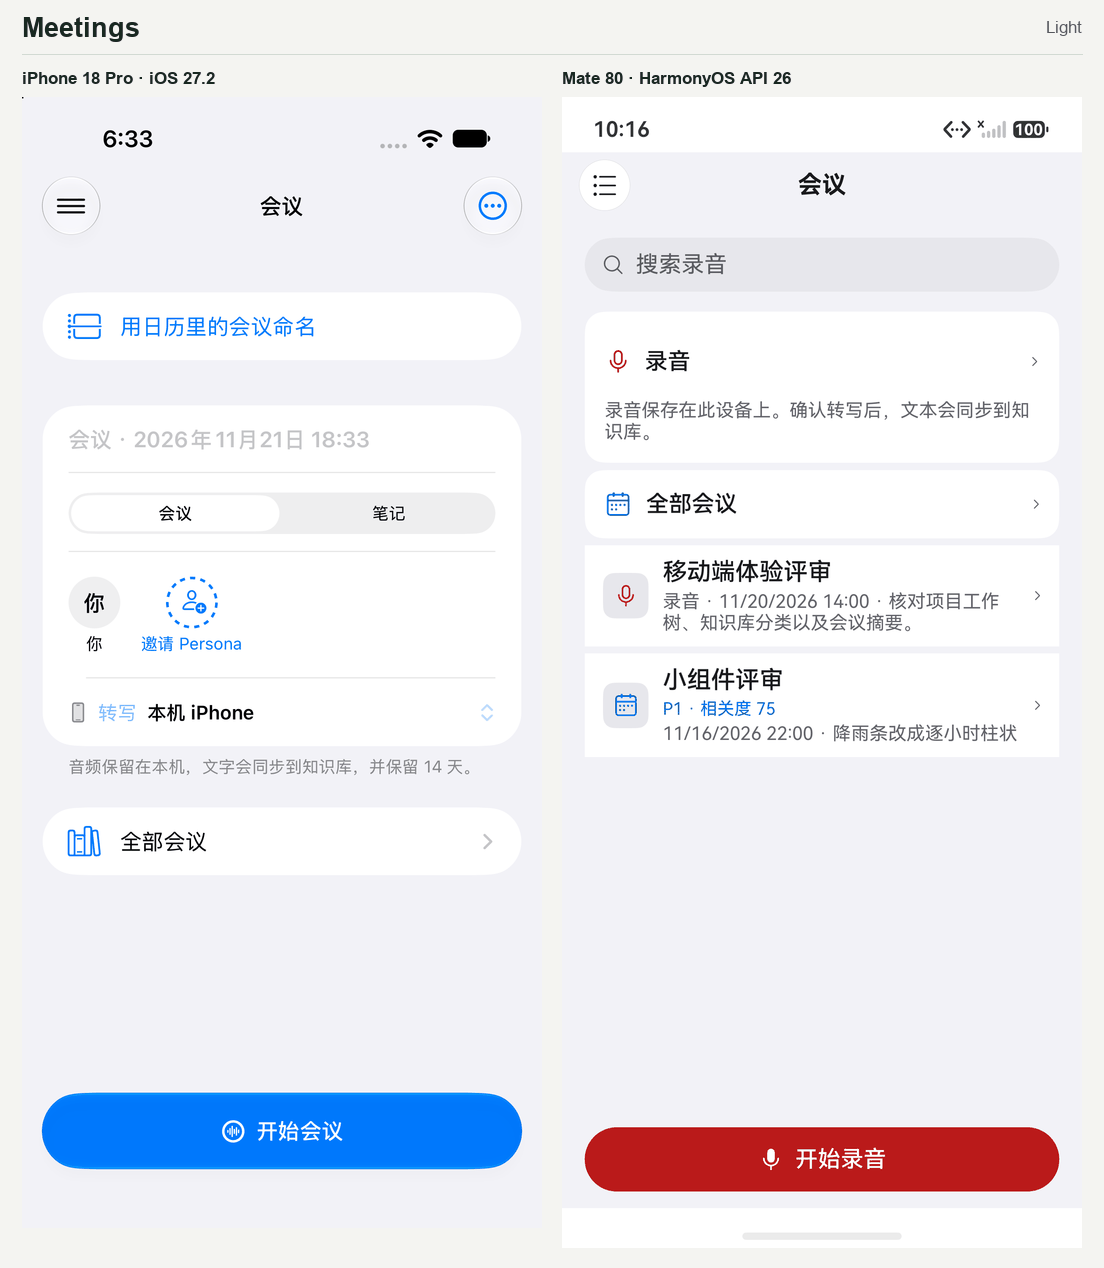 Meetings
Light
iPhone 18 Pro · iOS 27.2
6:33
会议
用日历里的会议命名
会议 · 2026年11月21日 18:33
会议
笔记
你
你
邀请 Persona
转写 本机 iPhone
音频保留在本机，文字会同步到知识库，并保留 14 天。
全部会议
开始会议
Mate 80 · HarmonyOS API 26
10:16
100
会议
搜索录音
录音
录音保存在此设备上。确认转写后，文本会同步到知
识库。
全部会议
移动端体验评审
录音 · 11/20/2026 14:00 · 核对项目工作
树、知识库分类以及会议摘要。
小组件评审
P1 · 相关度 75
11/16/2026 22:00 · 降雨条改成逐小时柱状
开始录音